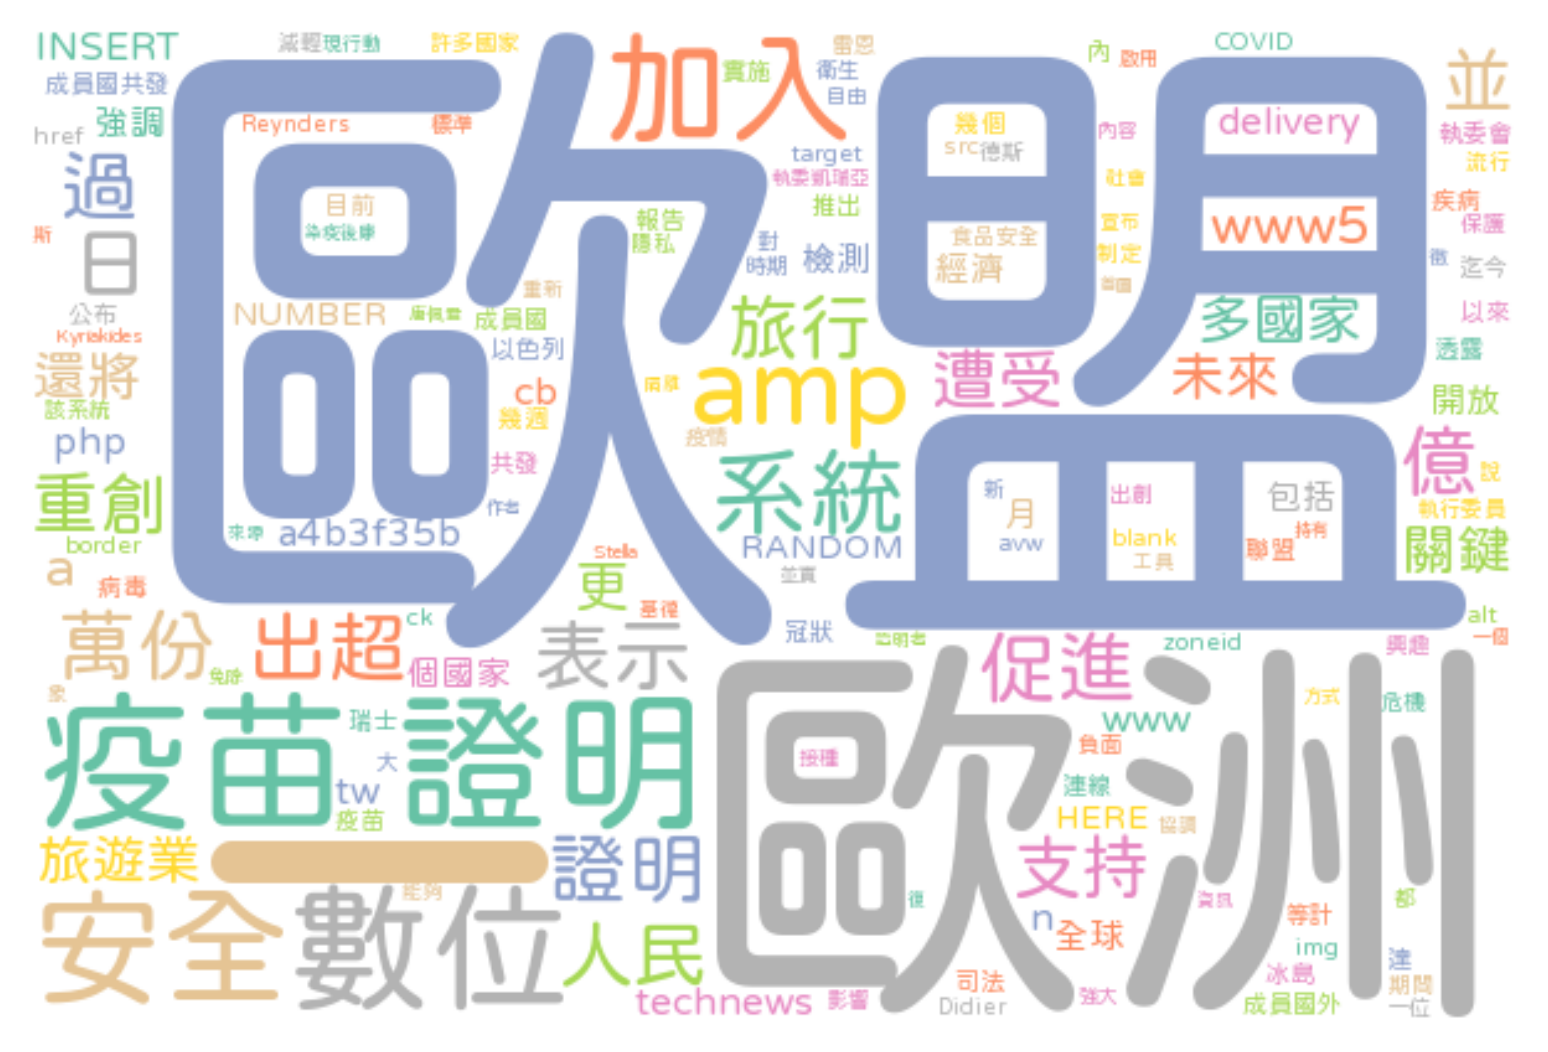 INSERT
減輕
現行動
許多國家
加入
實施
雷恩
衛生
自由
內
啟用
COVID
並
成員國共發
href
強調
Reynders
標準
歐盟
幾個
src
德斯
內容
delivery
執委會
流行
過
目前
染疫後康
target
執委凱瑞亞
社會
推出
報告
隱私
對
時期
檢測
食品安全
經濟
宣布
制定
www5
疾病
保護
斯
日
公布
Kyriakides
NUMBER
重新
成員國
以色列
旅行
多國家
徵
迄今
以來
透露
還將
該系統
php
cb
幾週
amp
疫情
遭受
未來
開放
億
說
重創
共發
作者
系統
新
月
avw
出創
blank
工具
包括
持有
聯盟
執行委員
關鍵
border
來源
a4b3f35b
RANDOM
Stella
並實
a
病毒
更
基德
alt
一個
萬份
出超
ck
表示
冠狀
促進
zoneid
興趣
個國家
免除
象
疫苗證明
瑞士
大
tw
疫苗
歐洲
接種
www
負面
連線
HERE
協調
方式
危機
旅遊業
證明
支持
能夠
安全
數位
人民
復
n
全球
資訊
等計
都
img
達
technews
影響
司法
Didier
強大
冰島
成員國外
期間
一位